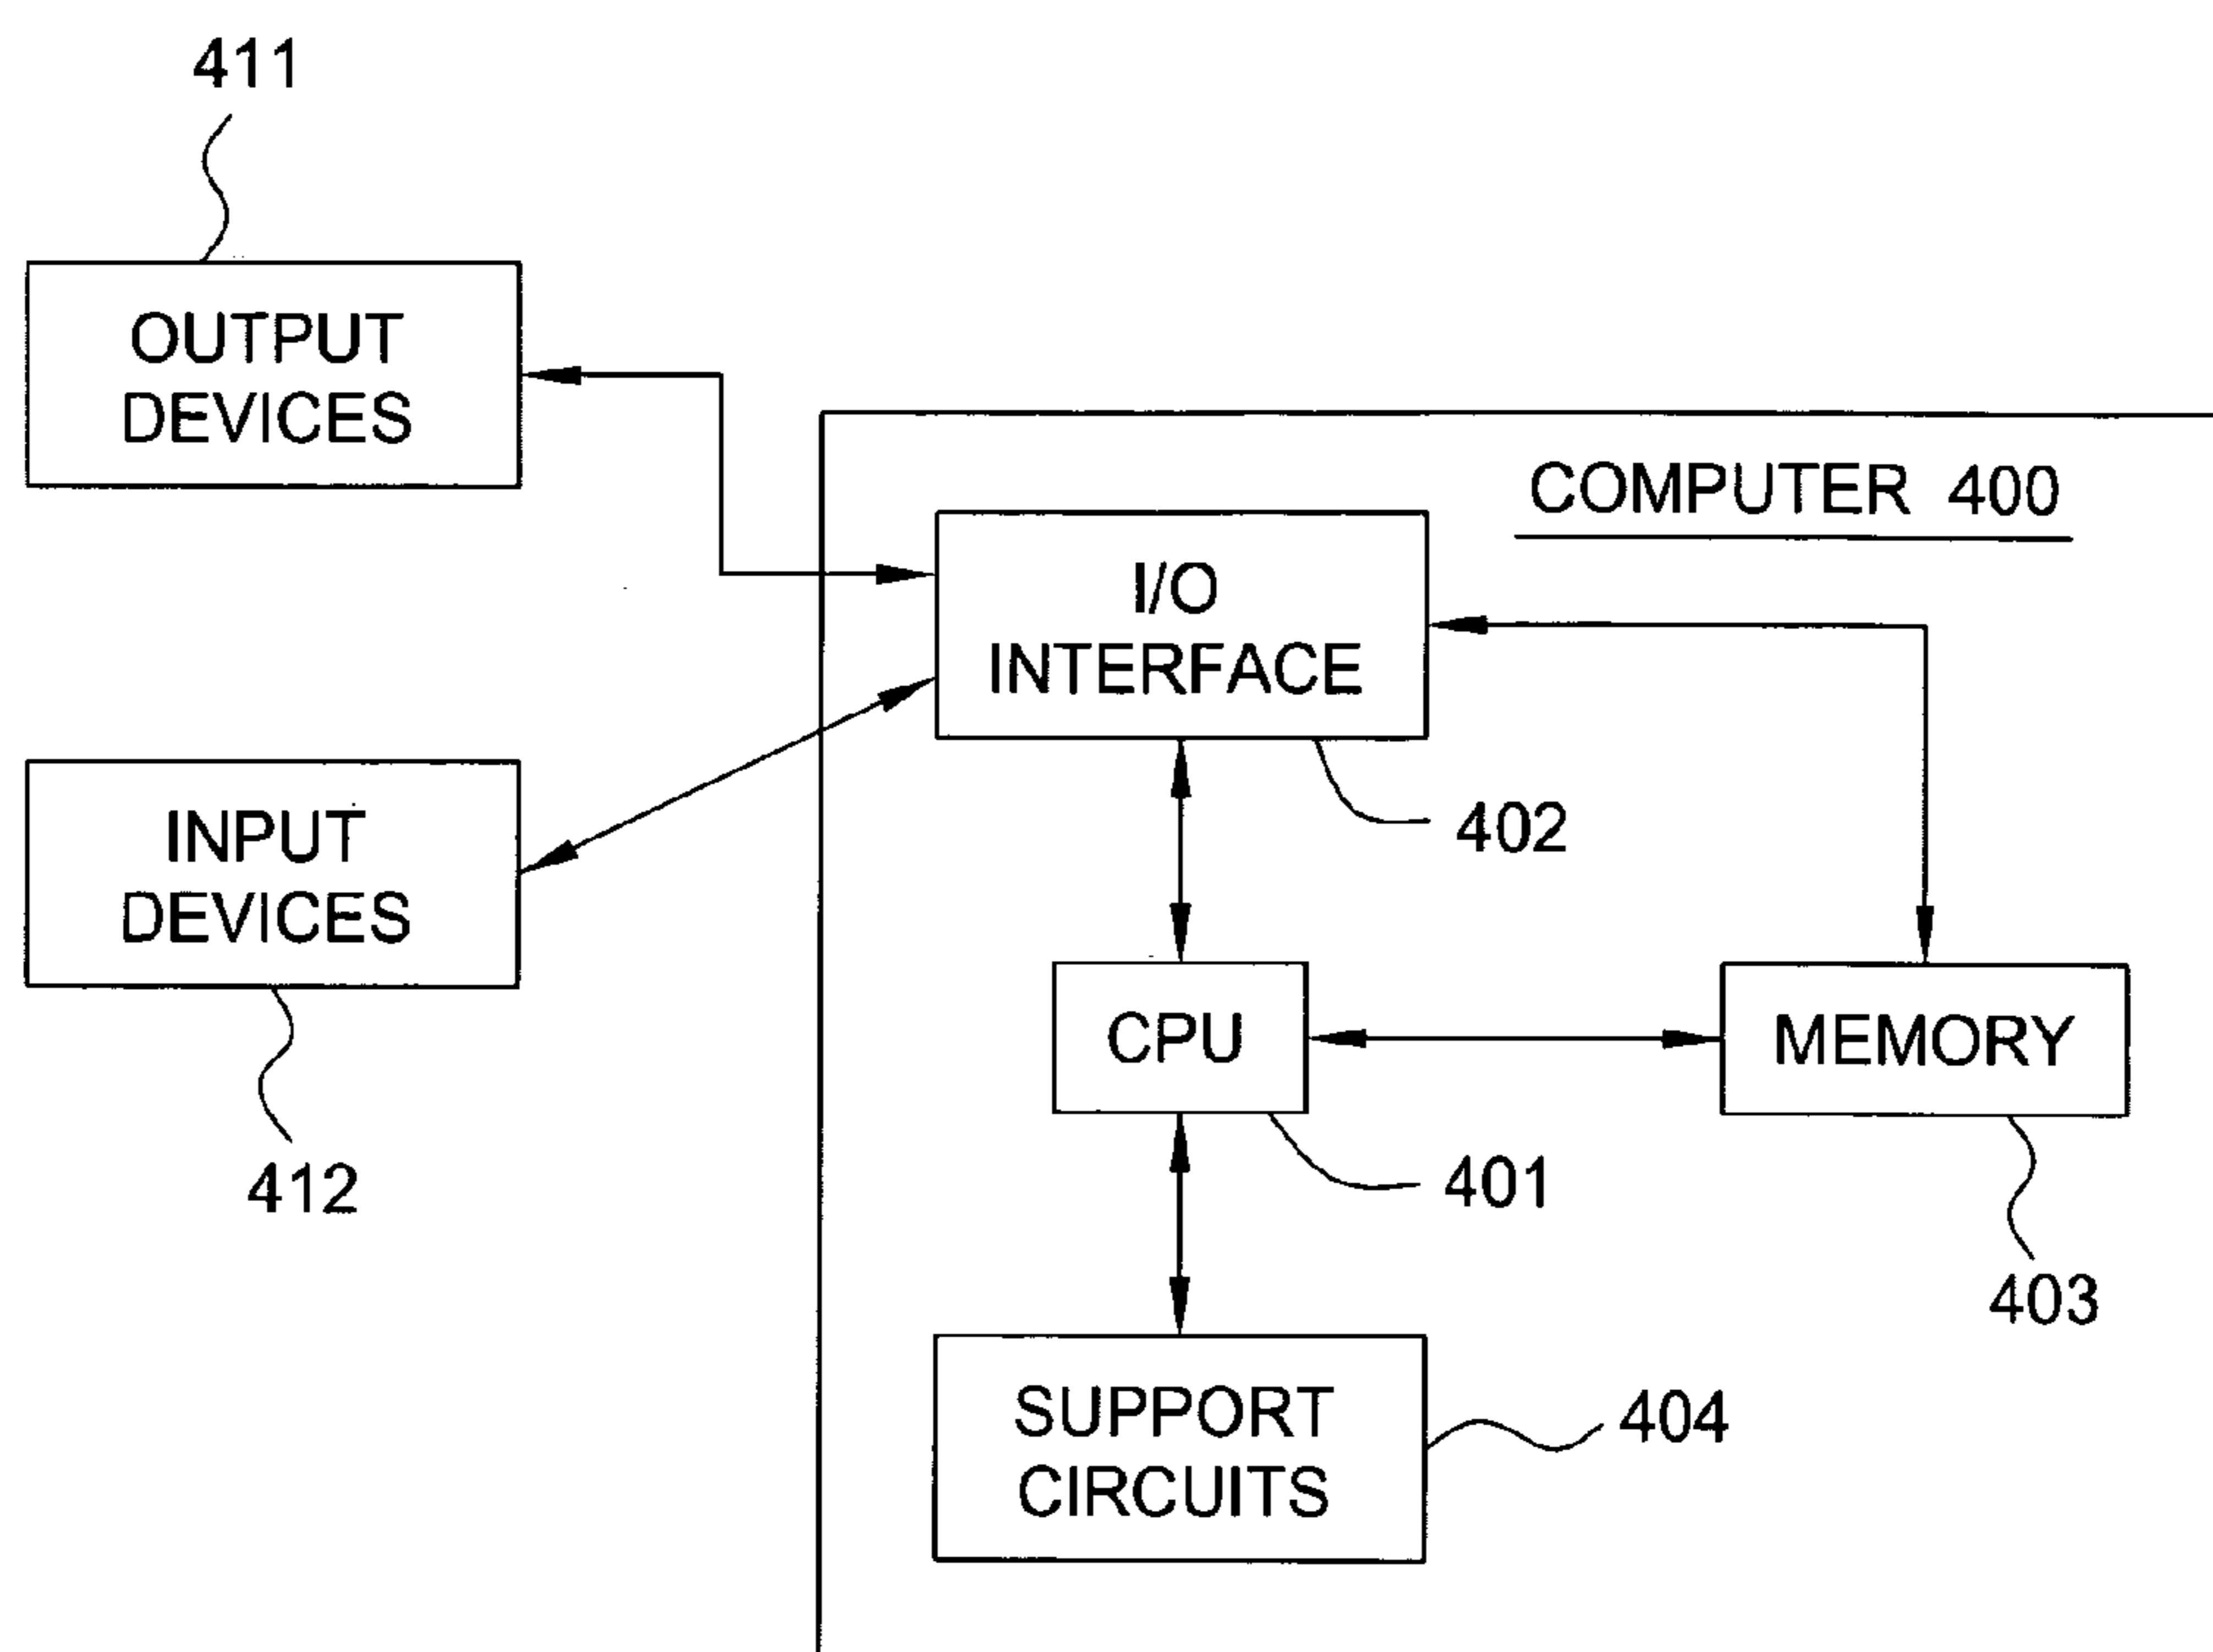 411
OUTPUT
DEVICES
COMPUTER 400
I/O
INTERFACE
402
INPUT
DEVICES
412
CPU
401
MEMORY
403
SUPPORT
CIRCUITS
404